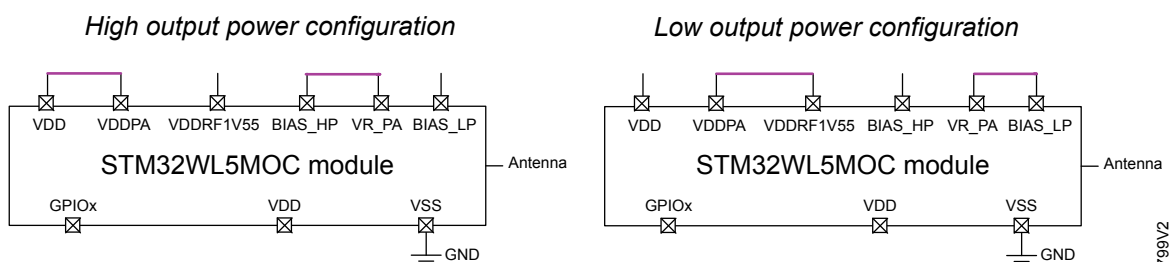 High output power configuration
Low output power configuration
VDD VDDPA VDDRF1V55 BIAS_HP VR_PA BIAS_LP
STM32WL5MOC module
Antenna
GPIOx VDD VSS
GND
VDD VDDPA VDDRF1V55 BIAS_HP VR_PA BIAS_LP
STM32WL5MOC module
Antenna
GPIOx VDD VSS
GND